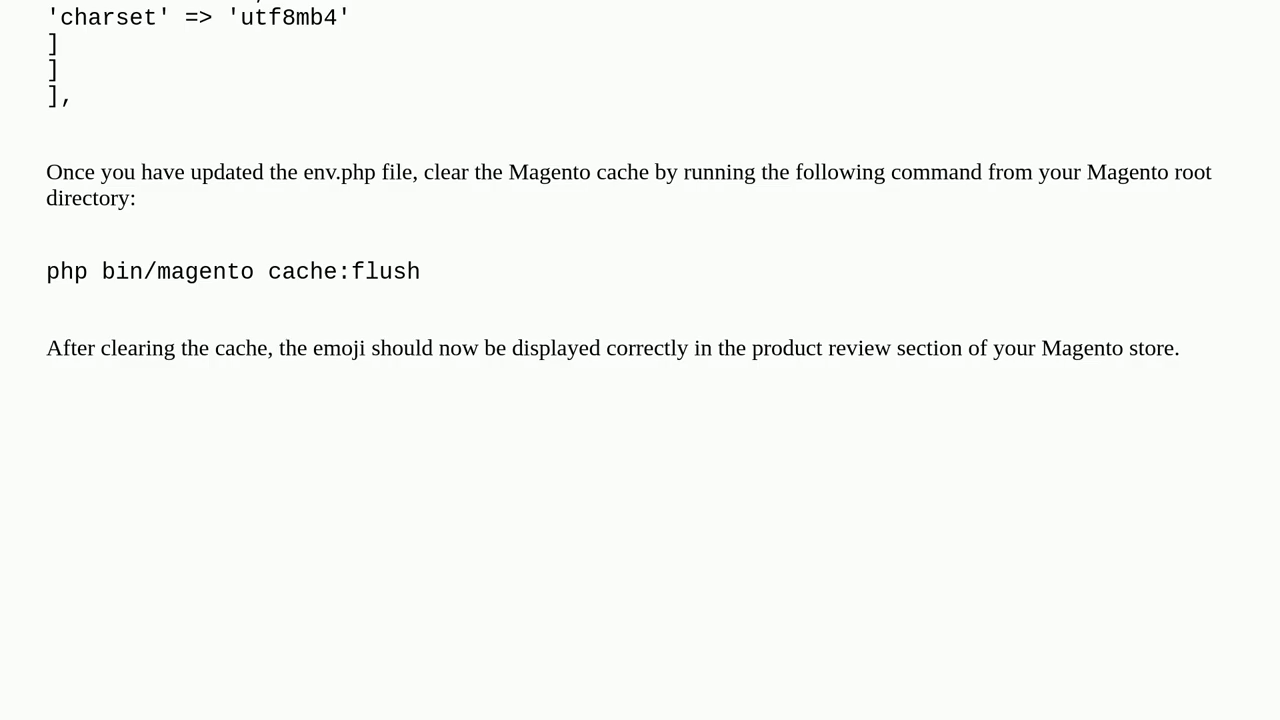 'charset' => 'utf8mb4'
]
]
],
Once you have updated the env.php file, clear the Magento cache by running the following command from your Magento root
directory:
php bin/magento cache:flush
After clearing the cache, the emoji should now be displayed correctly in the product review section of your Magento store.